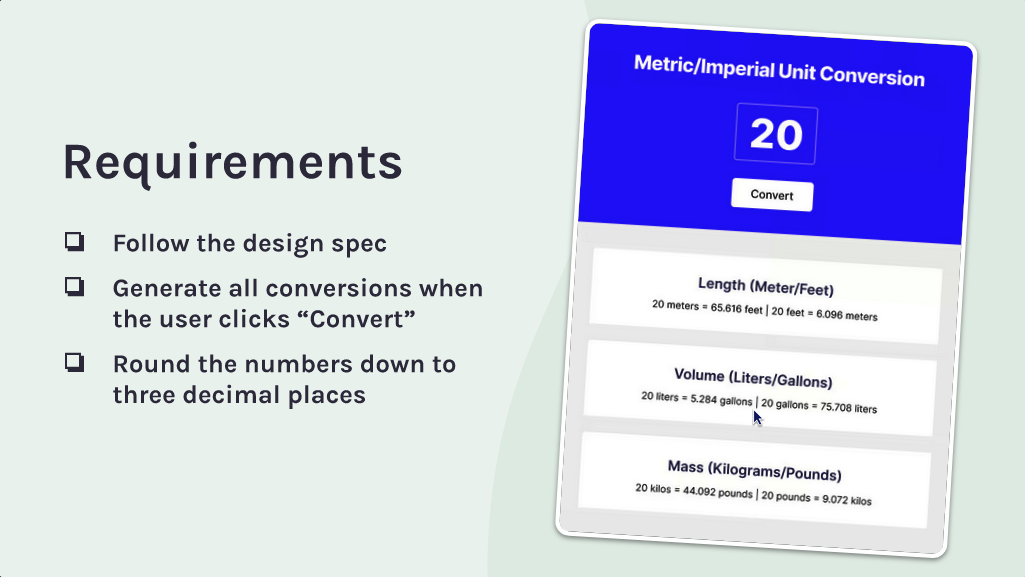 Requirements
Follow the design spec
Generate all conversions when
the user clicks “Convert”
Round the numbers down to
three decimal places
Metric/Imperial Unit Conversion
20
Convert
Length (Meter/Feet)
20 meters = 65.616 feet | 20 feet = 6.096 meters
Volume (Liters/Gallons)
20 liters = 5.284 gallons | 20 gallons = 75.708 liters
Mass (Kilograms/Pounds)
20 kilos = 44.092 pounds | 20 pounds = 9.072 kilos